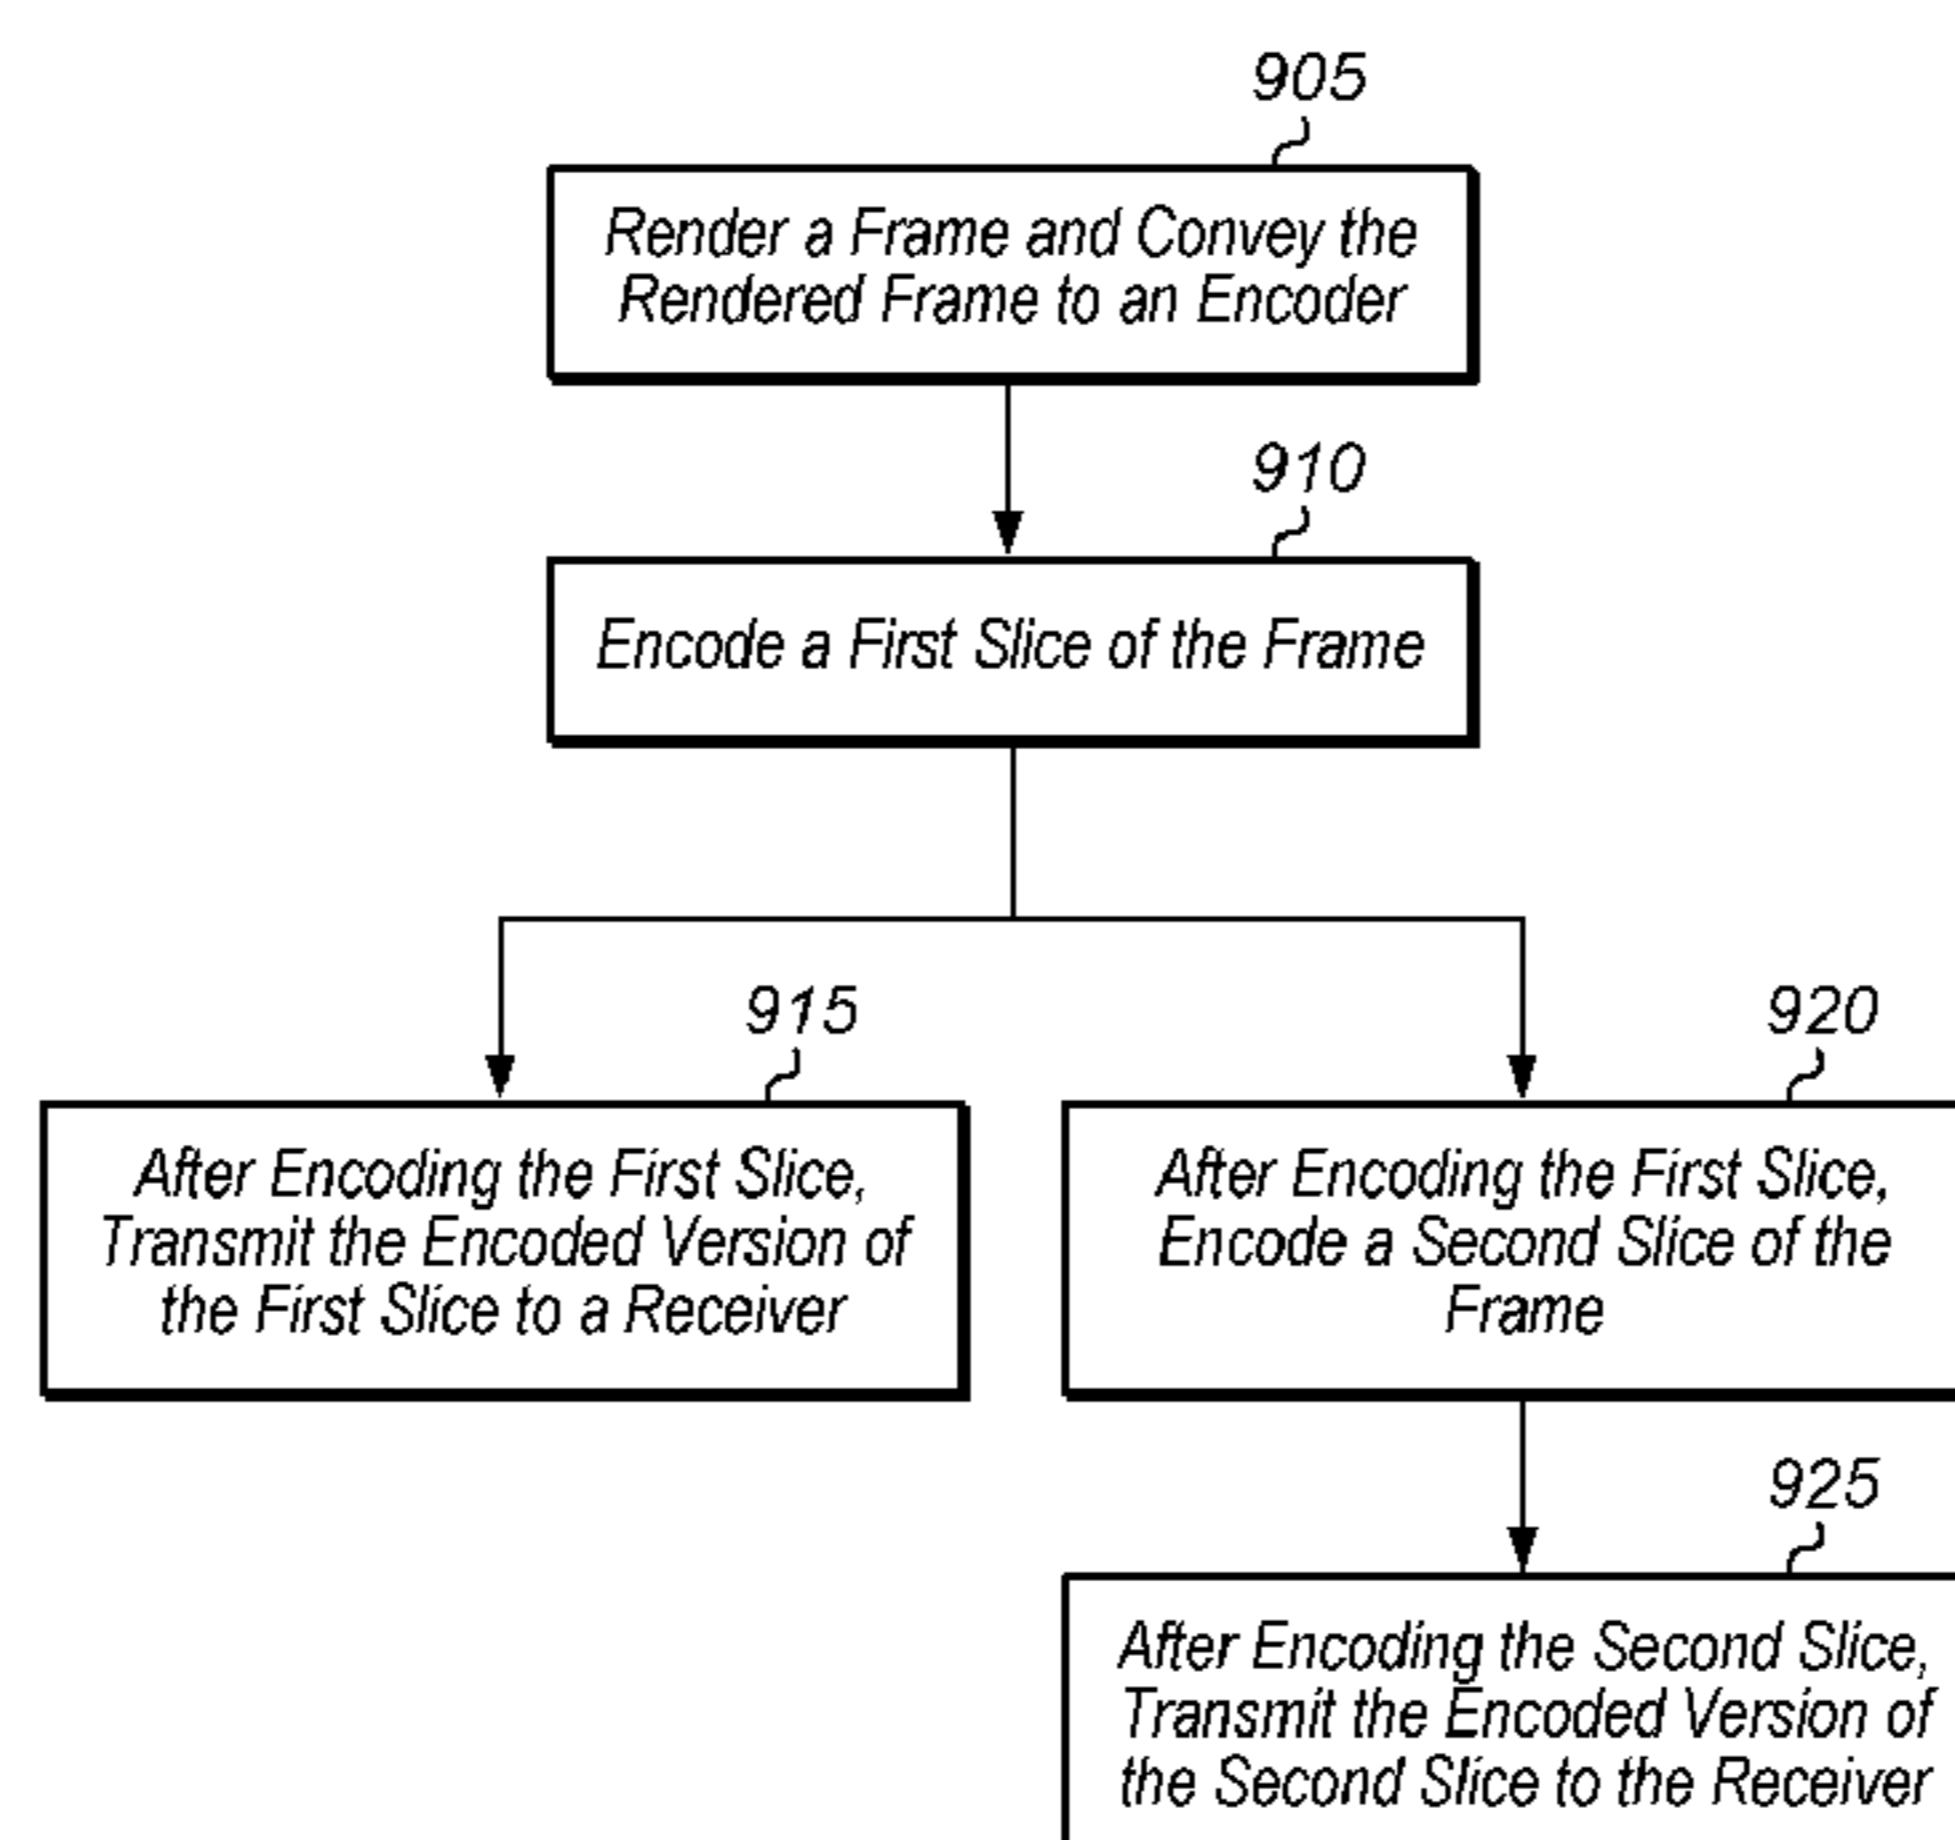 905
Render a Frame and Convey the
Rendered Frame to an Encoder
910
Encode a First Slice of the Frame
915
After Encoding the First Slice,
Transmit the Encoded Version of
the First Slice to a Receiver
920
After Encoding the First Slice,
Encode a Second Slice of the
Frame
925
After Encoding the Second Slice,
Transmit the Encoded Version of
the Second Slice to the Receiver